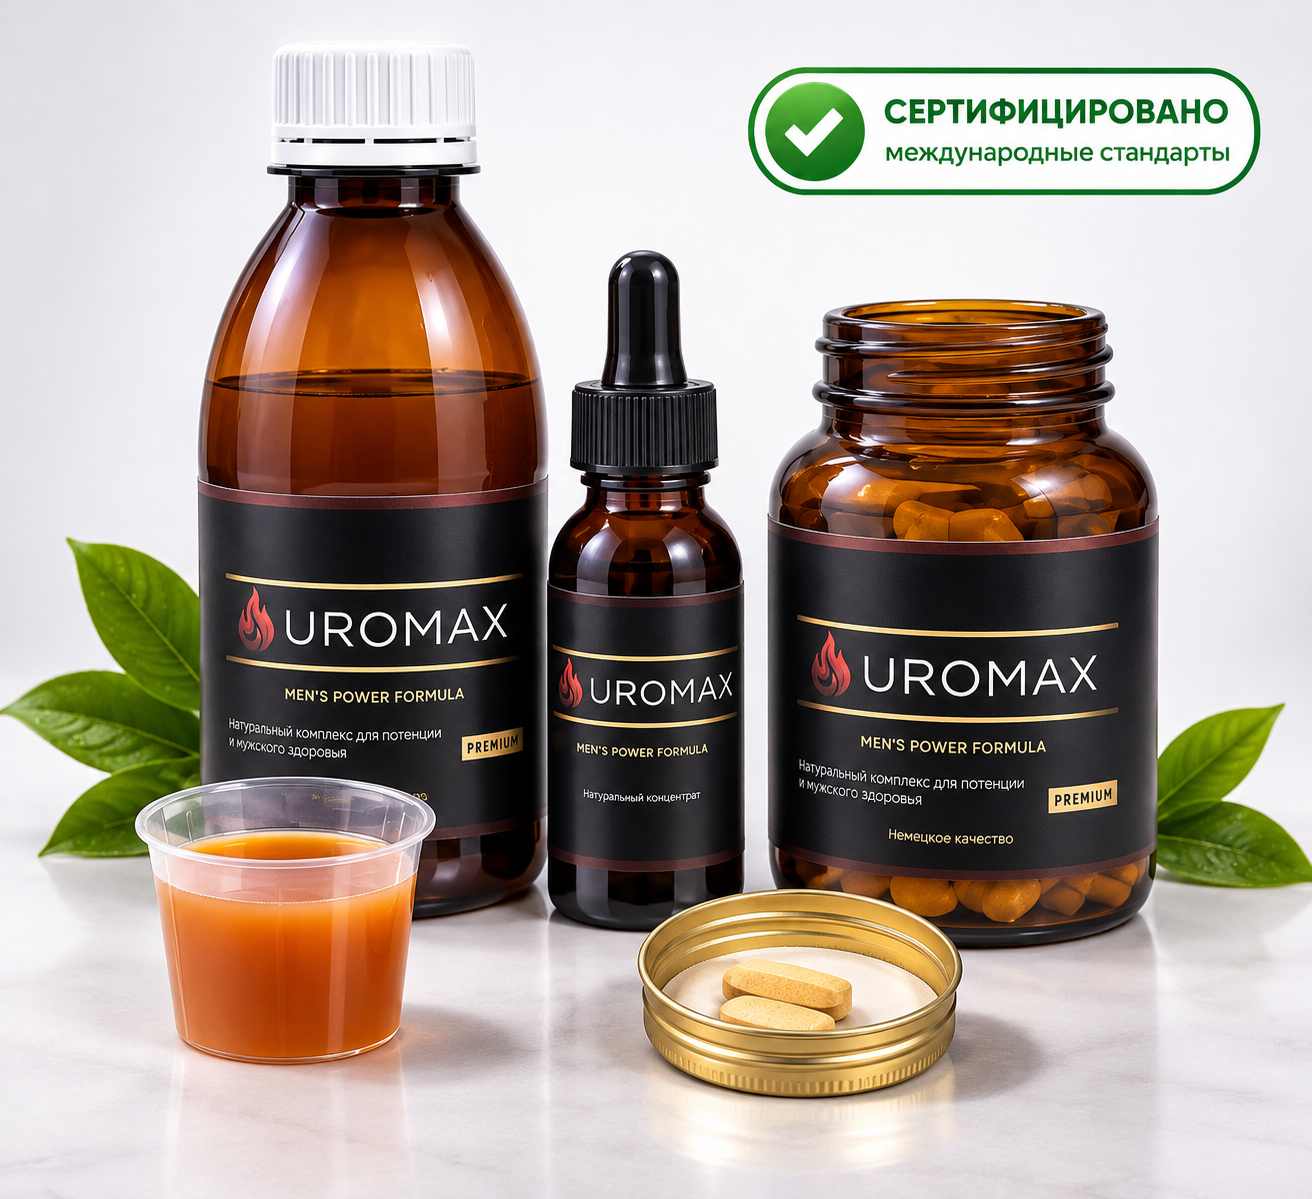 СЕРТИФИЦИРОВАНО
международные стандарты
UROMAX
MEN'S POWER FORMULA
Натуральный комплекс для потенции
и мужского здоровья
PREMIUM
UROMAX
MEN'S POWER FORMULA
Натуральный концентрат
UROMAX
MEN'S POWER FORMULA
Натуральный комплекс для потенции
и мужского здоровья
PREMIUM
Немецкое качество